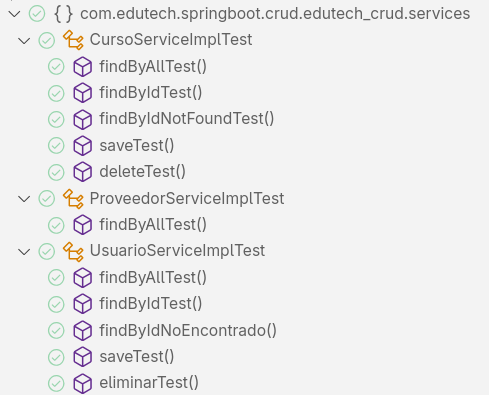 { } com.edutech.springboot.crud.edutech_crud.services
CursoServiceImplTest
findByAllTest()
findByIdTest()
findByIdNotFoundTest()
saveTest()
deleteTest()
ProveedorServiceImplTest
findByAllTest()
UsuarioServiceImplTest
findByAllTest()
findByIdTest()
findByIdNoEncontrado()
saveTest()
eliminarTest()